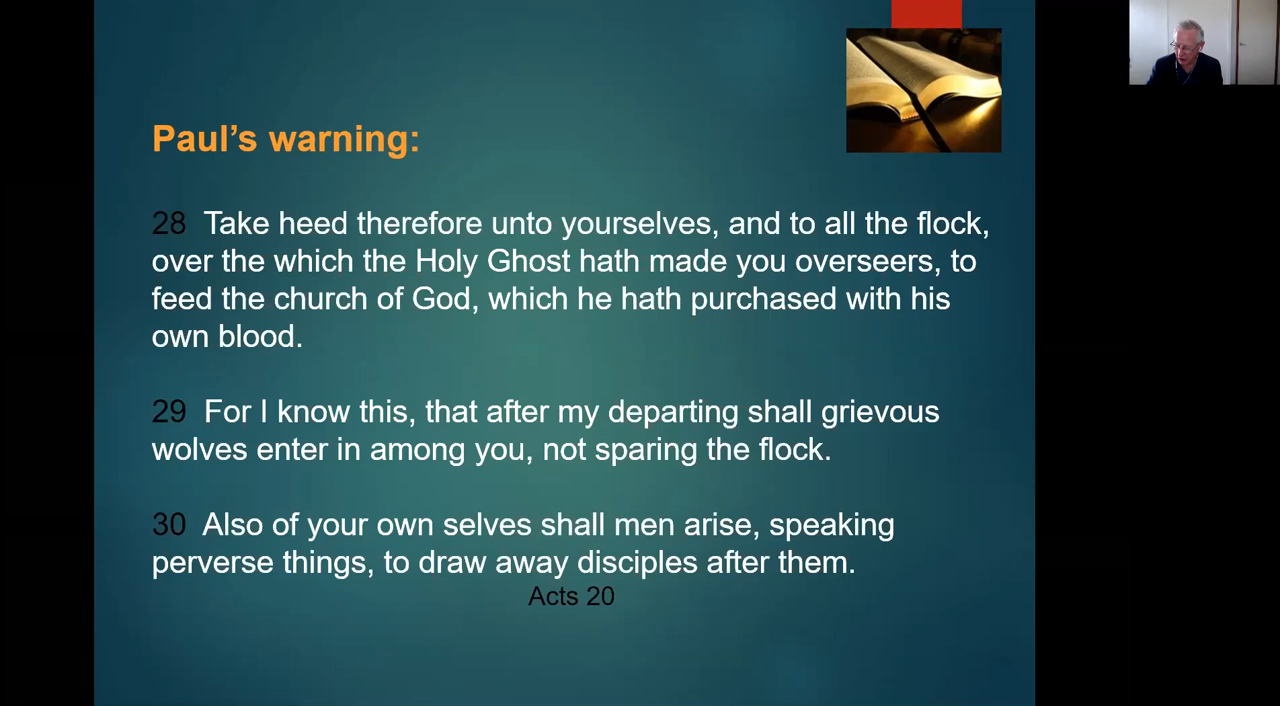 Paul's warning:
28 Take heed therefore unto yourselves, and to all the flock,
over the which the Holy Ghost hath made you overseers, to
feed the church of God, which he hath purchased with his
own blood.
29 For I know this, that after my departing shall grievous
wolves enter in among you, not sparing the flock.
30 Also of your own selves shall men arise, speaking
perverse things, to draw away disciples after them.
Acts 20